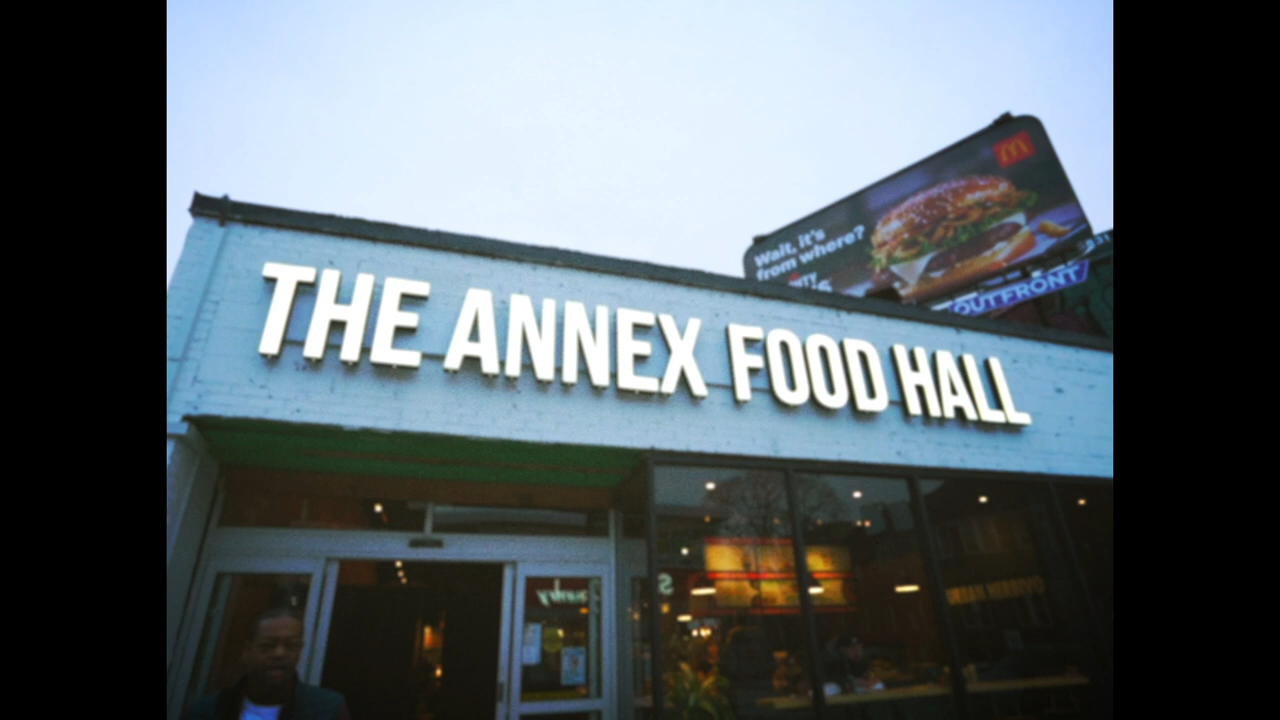 THE ANNEX FOOD HALL
Wait, it's
from where?
OUTFRONT/